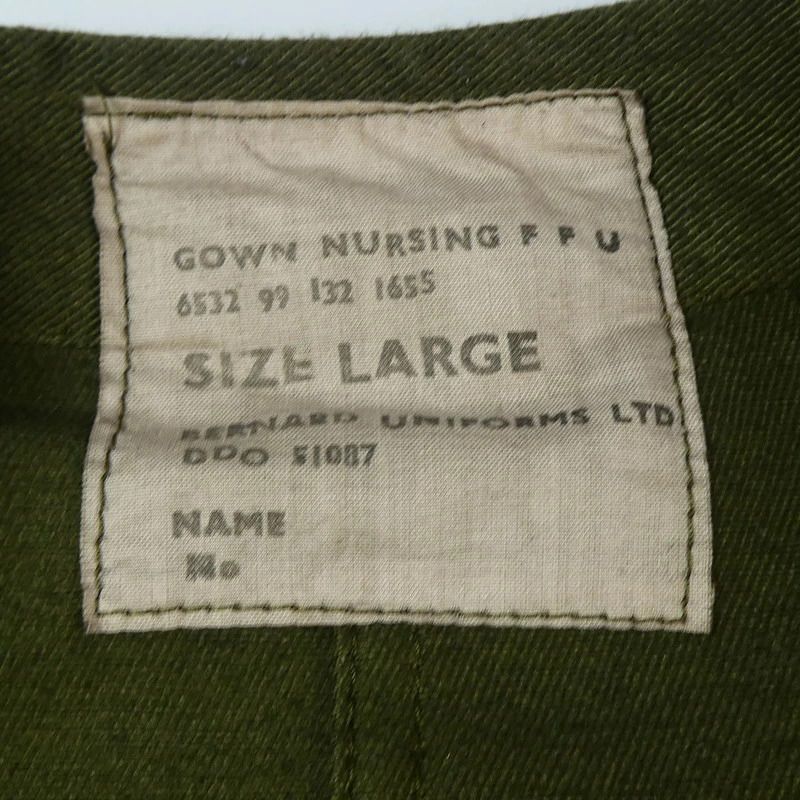 GOWN NURSING F F U
6532 99 132 1655
SIZE LARGE
BERNARD UNIFORMS LTD
DDO 51087
NAME
No